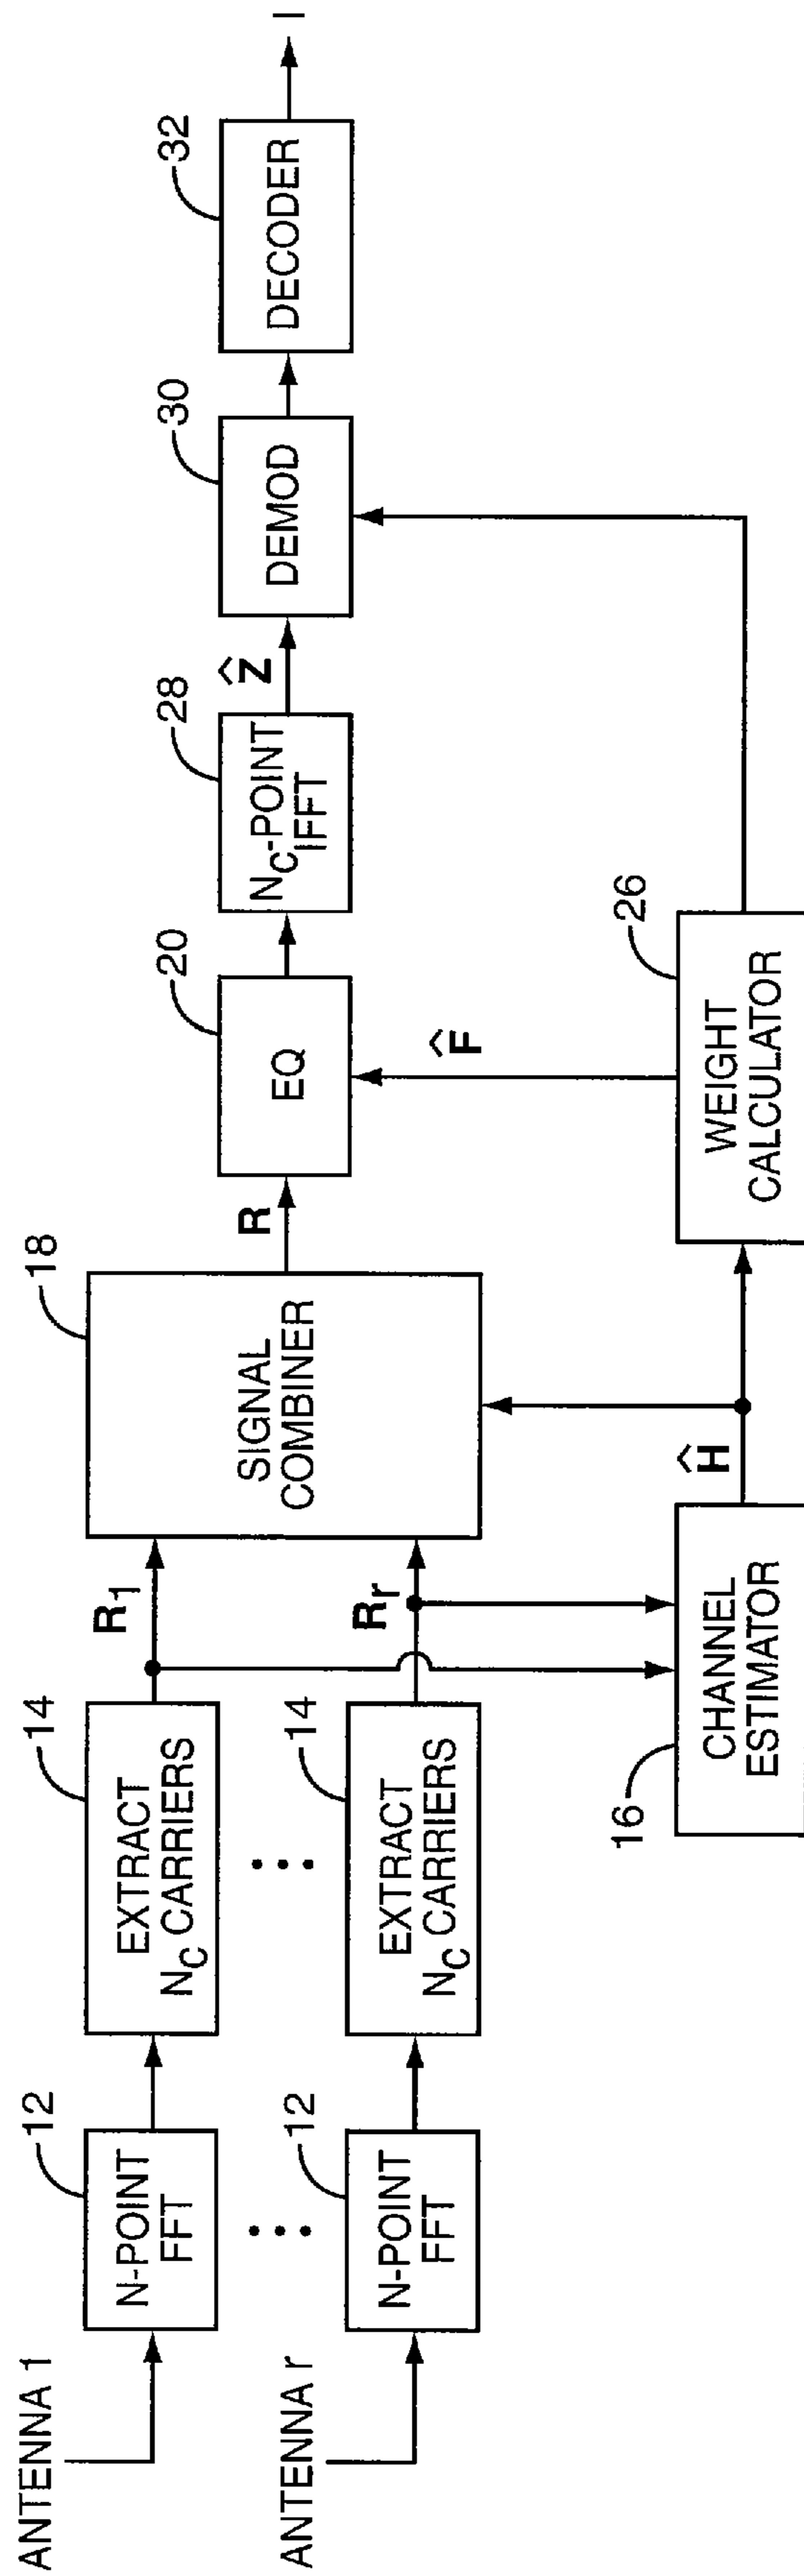 ANTENNA 1
12
N-POINT
FFT
14
EXTRACT
N_C CARRIERS
R_1
ANTENNA r
12
N-POINT
FFT
14
EXTRACT
N_C CARRIERS
R_r
16
CHANNEL
ESTIMATOR
Ĥ
18
SIGNAL
COMBINER
R
20
EQ
F̂
26
WEIGHT
CALCULATOR
28
N_C-POINT
IFFT
Ẑ
30
DEMOD
32
DECODER
I